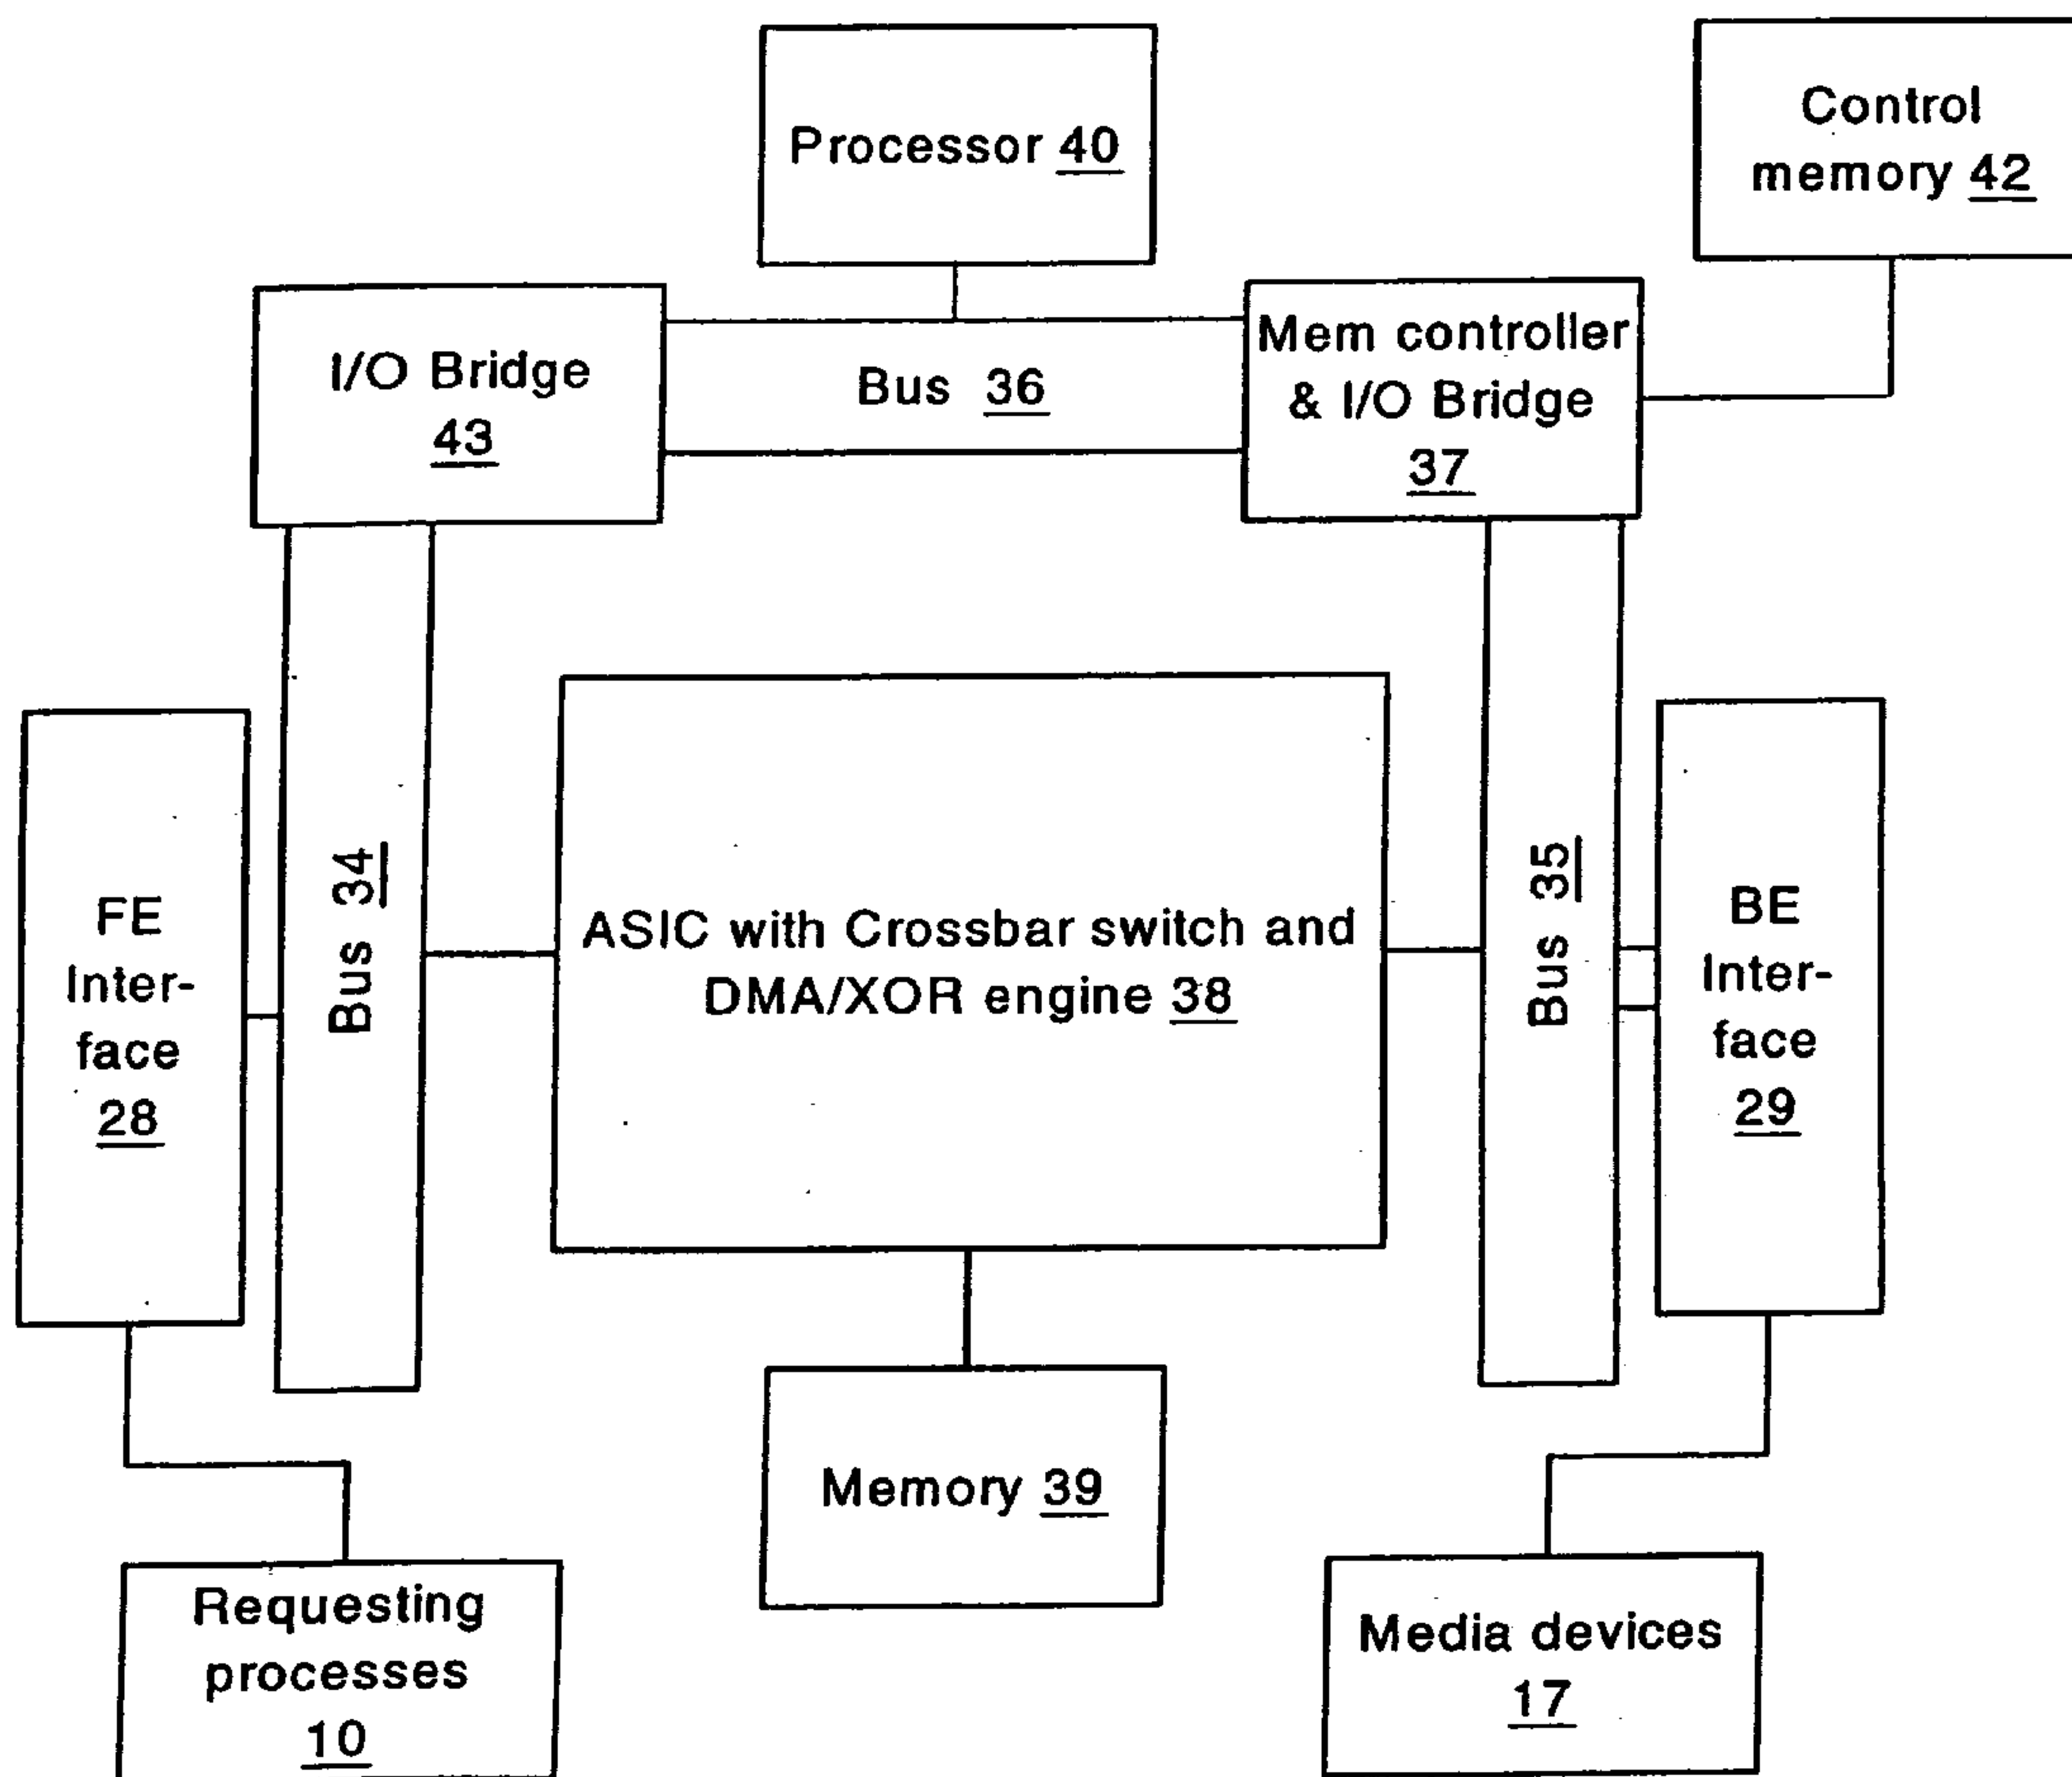 Processor 40
Control
memory 42
I/O Bridge
43
Bus 36
Mem controller
& I/O Bridge
37
FE
Inter-
face
28
Bus 34
ASIC with Crossbar switch and
DMA/XOR engine 38
Bus 35
BE
Inter-
face
29
Memory 39
Requesting
processes
10
Media devices
17